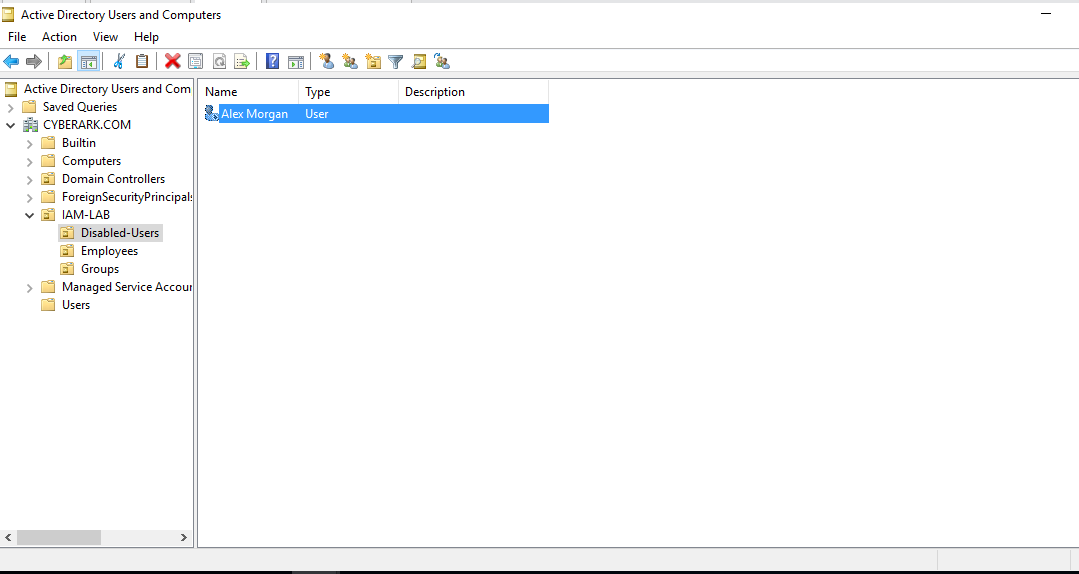 Active Directory Users and Computers
File Action View Help
Active Directory Users and Com
Saved Queries
CYBERARK.COM
Builtin
Computers
Domain Controllers
ForeignSecurityPrincipals
IAM-LAB
Disabled-Users
Employees
Groups
Managed Service Accour
Users
Name Type Description
Alex Morgan User